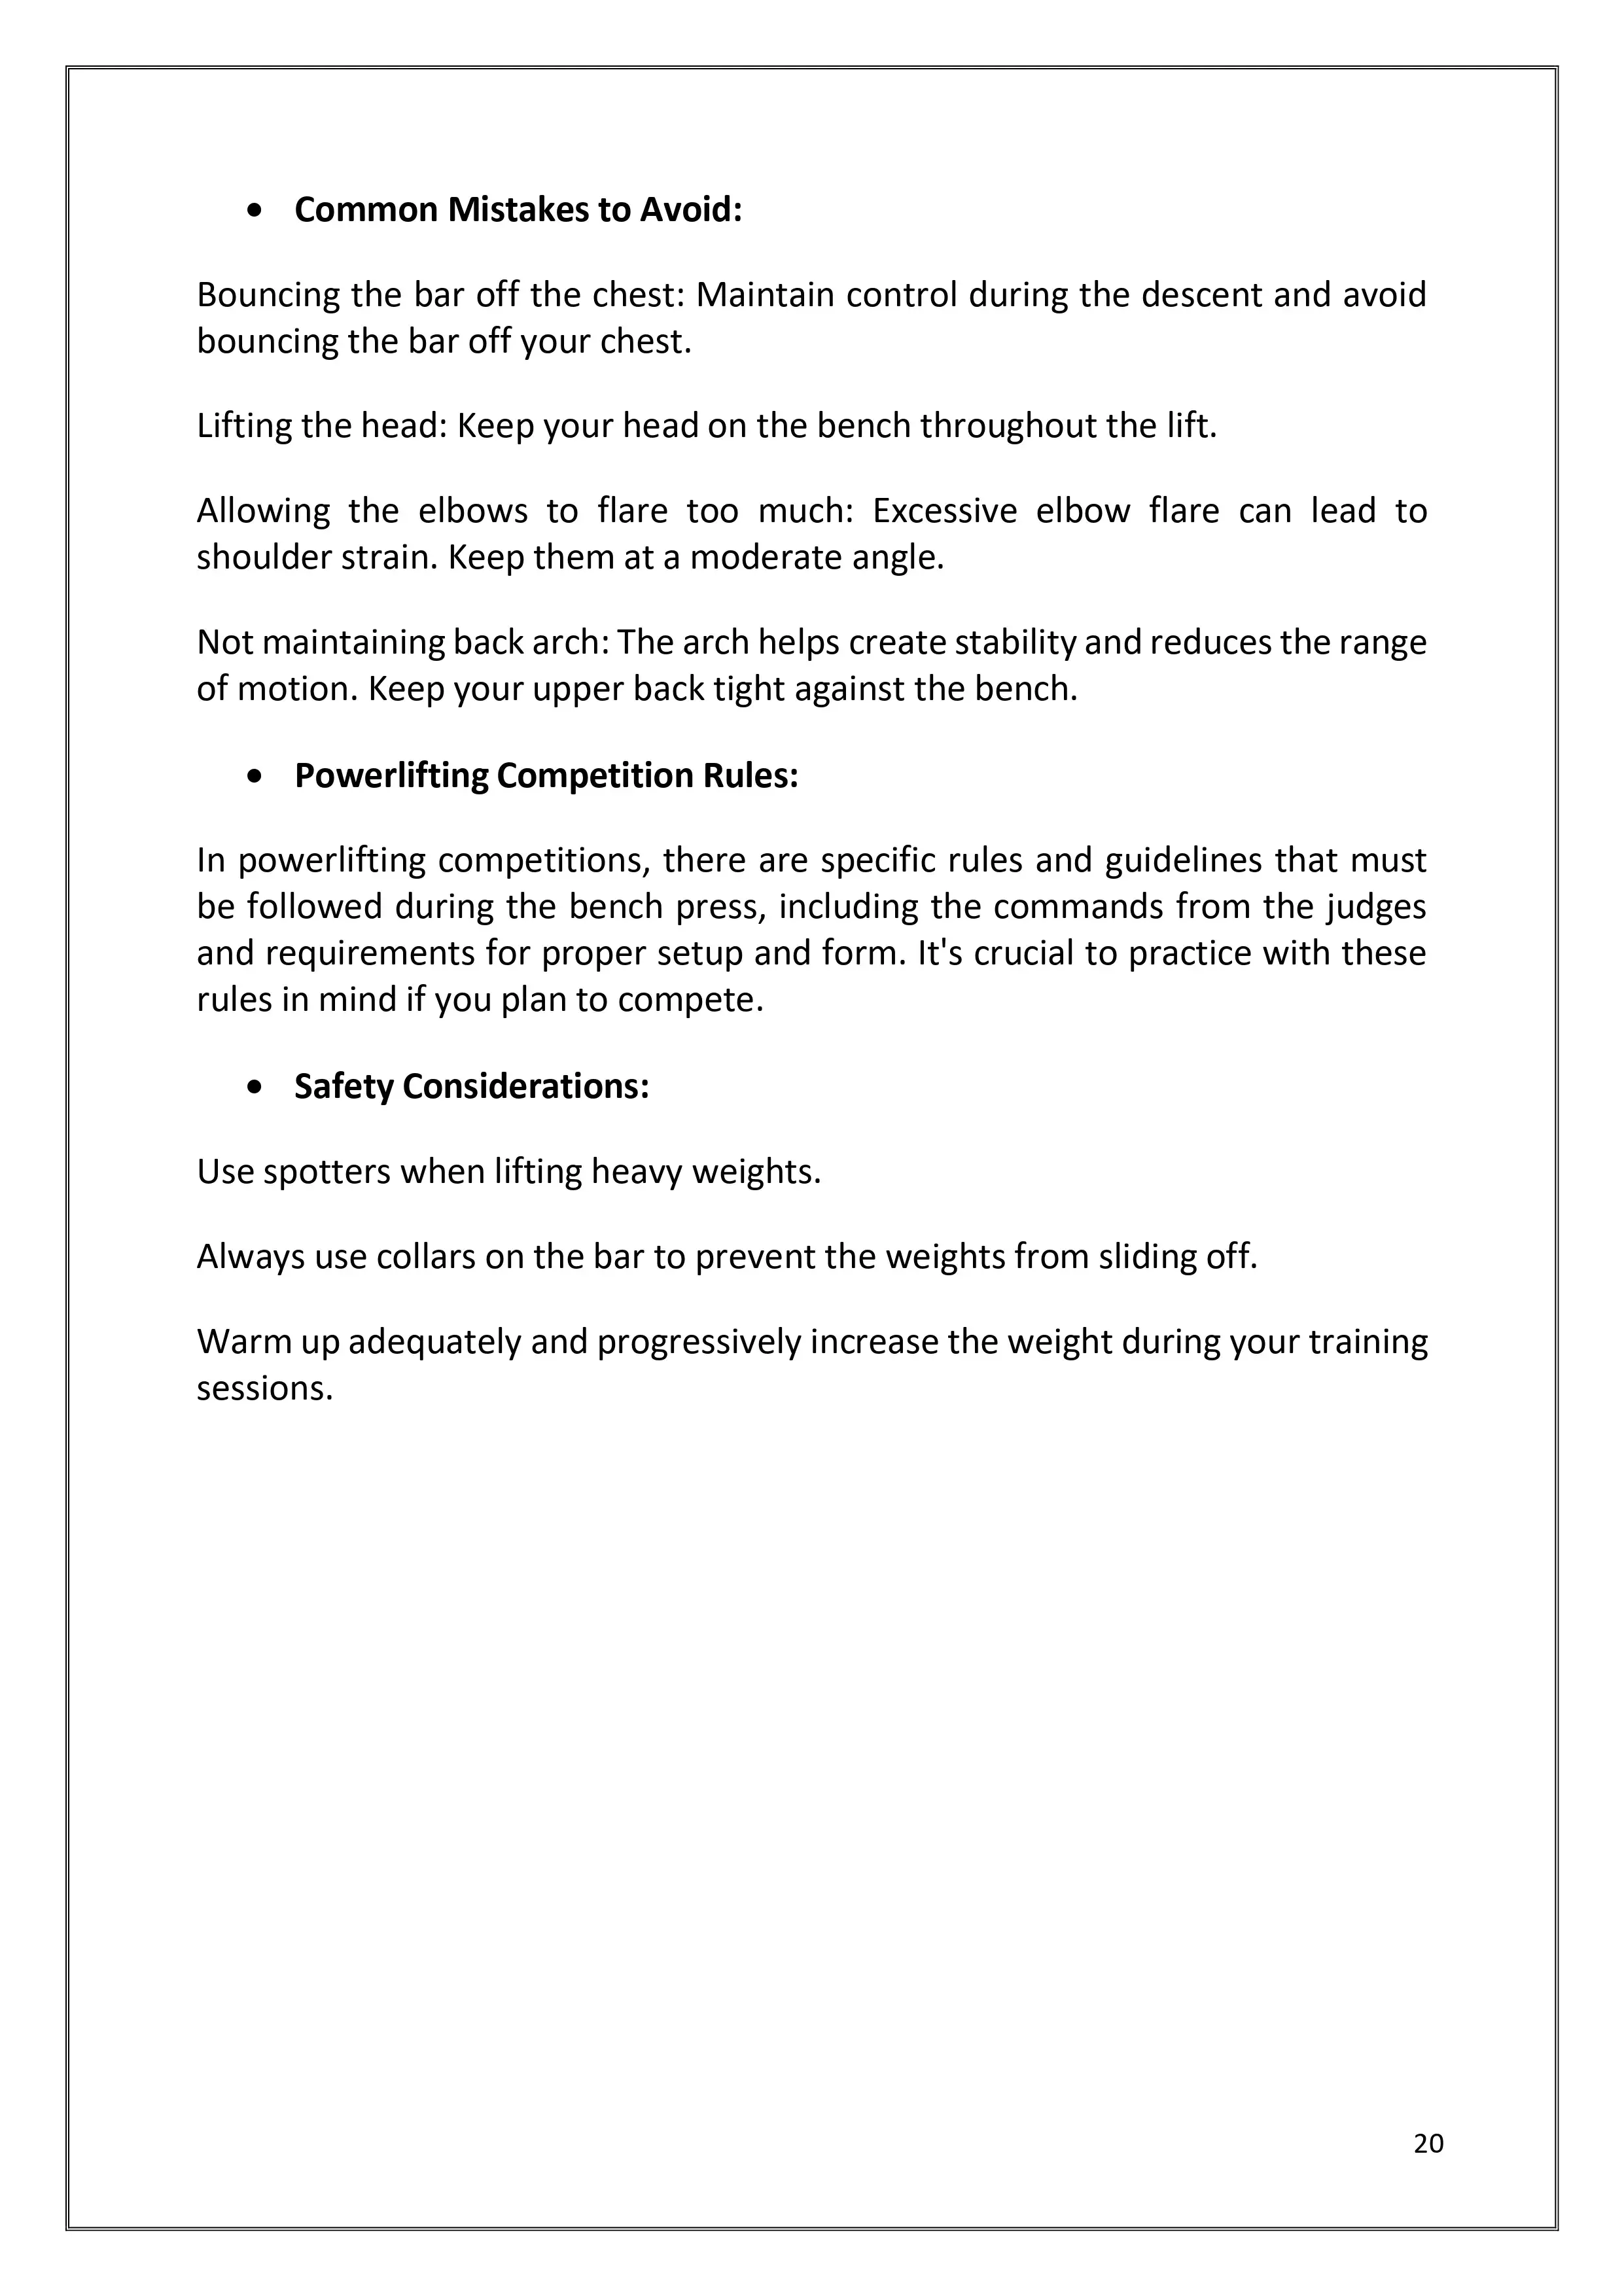 • Common Mistakes to Avoid:
Bouncing the bar off the chest: Maintain control during the descent and avoid
bouncing the bar off your chest.
Lifting the head: Keep your head on the bench throughout the lift.
Allowing the elbows to flare too much: Excessive elbow flare can lead to
shoulder strain. Keep them at a moderate angle.
Not maintaining back arch: The arch helps create stability and reduces the range
of motion. Keep your upper back tight against the bench.
• Powerlifting Competition Rules:
In powerlifting competitions, there are specific rules and guidelines that must
be followed during the bench press, including the commands from the judges
and requirements for proper setup and form. It's crucial to practice with these
rules in mind if you plan to compete.
• Safety Considerations:
Use spotters when lifting heavy weights.
Always use collars on the bar to prevent the weights from sliding off.
Warm up adequately and progressively increase the weight during your training
sessions.
20